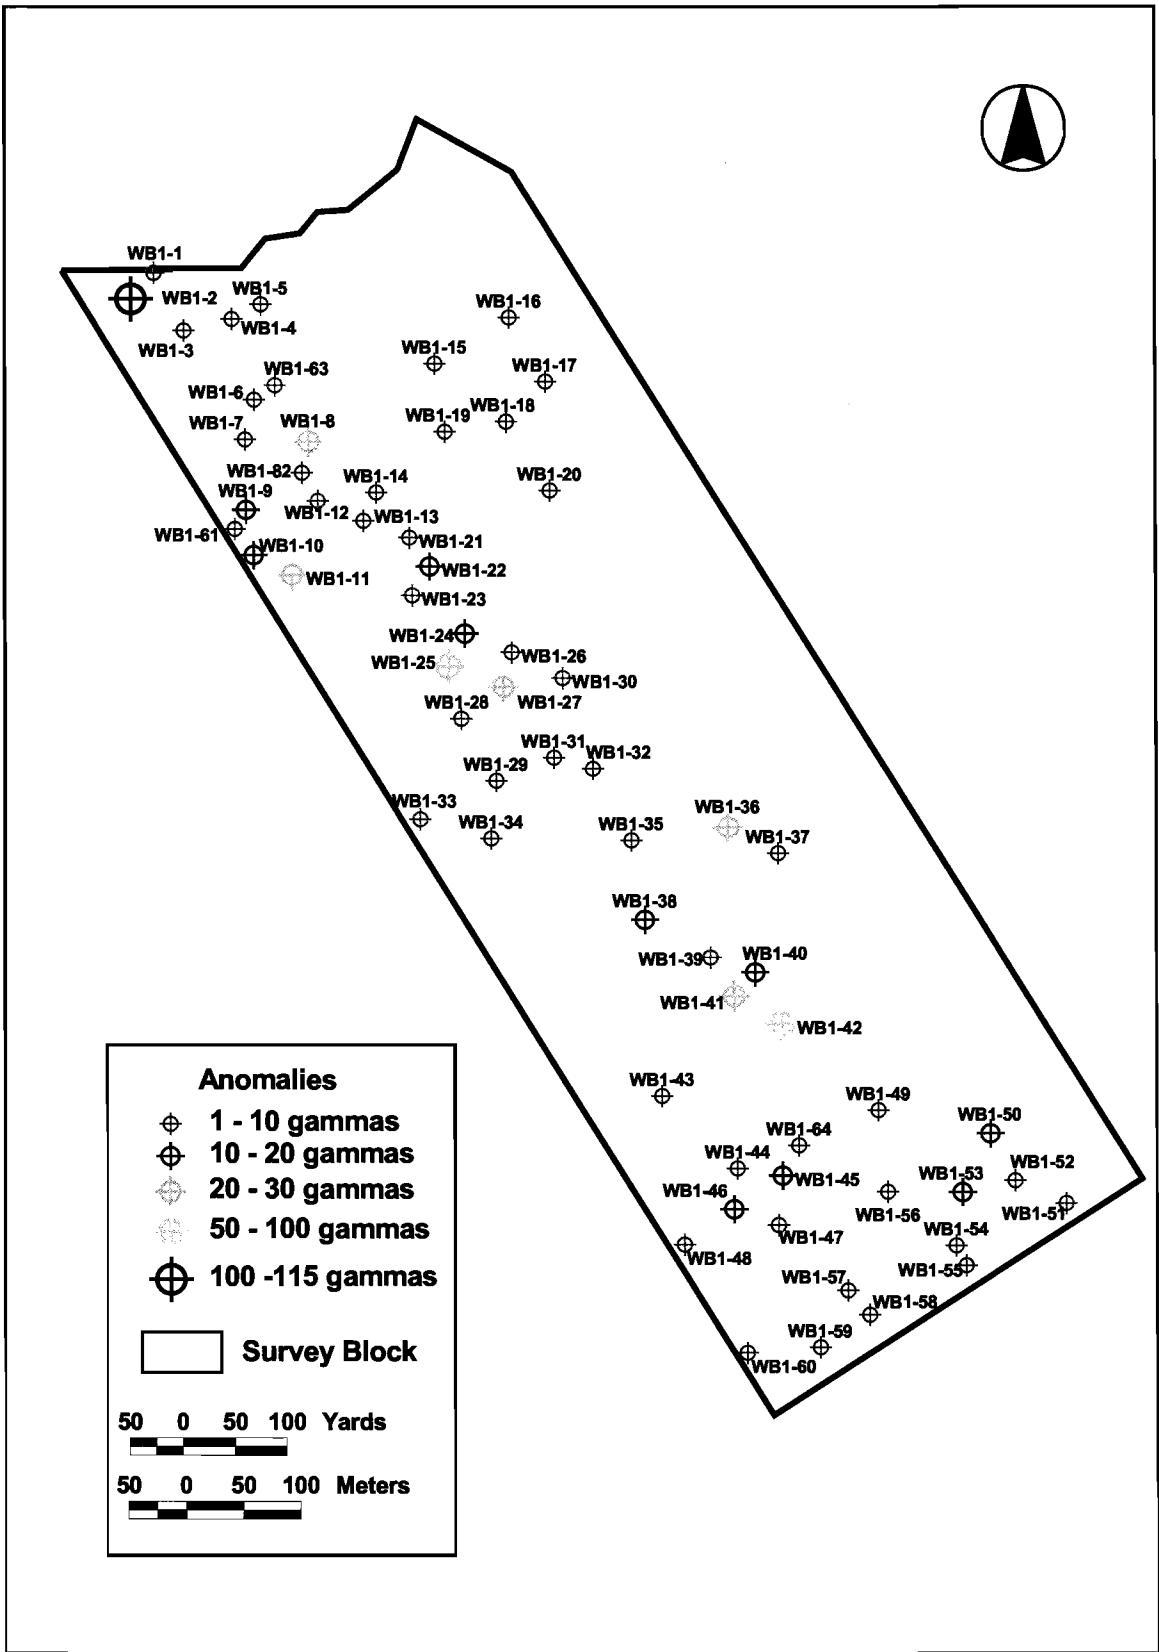 WB1-1
WB1-2
WB1-5
WB1-4
WB1-3
WB1-16
WB1-15
WB1-63
WB1-17
WB1-6
WB1-7
WB1-8
WB1-19
WB1-18
WB1-82
WB1-14
WB1-20
WB1-9
WB1-12
WB1-13
WB1-61
WB1-10
WB1-21
WB1-11
WB1-22
WB1-23
WB1-24
WB1-25
WB1-26
WB1-30
WB1-28
WB1-27
WB1-31
WB1-32
WB1-29
WB1-33
WB1-34
WB1-35
WB1-36
WB1-37
WB1-38
WB1-39
WB1-40
WB1-41
WB1-42
WB1-43
WB1-49
WB1-50
WB1-64
WB1-44
WB1-45
WB1-53
WB1-52
WB1-46
WB1-56
WB1-51
WB1-47
WB1-54
WB1-48
WB1-55
WB1-57
WB1-58
WB1-59
WB1-60
Anomalies
1 - 10 gammas
10 - 20 gammas
20 - 30 gammas
50 - 100 gammas
100 -115 gammas
Survey Block
50 0 50 100 Yards
50 0 50 100 Meters